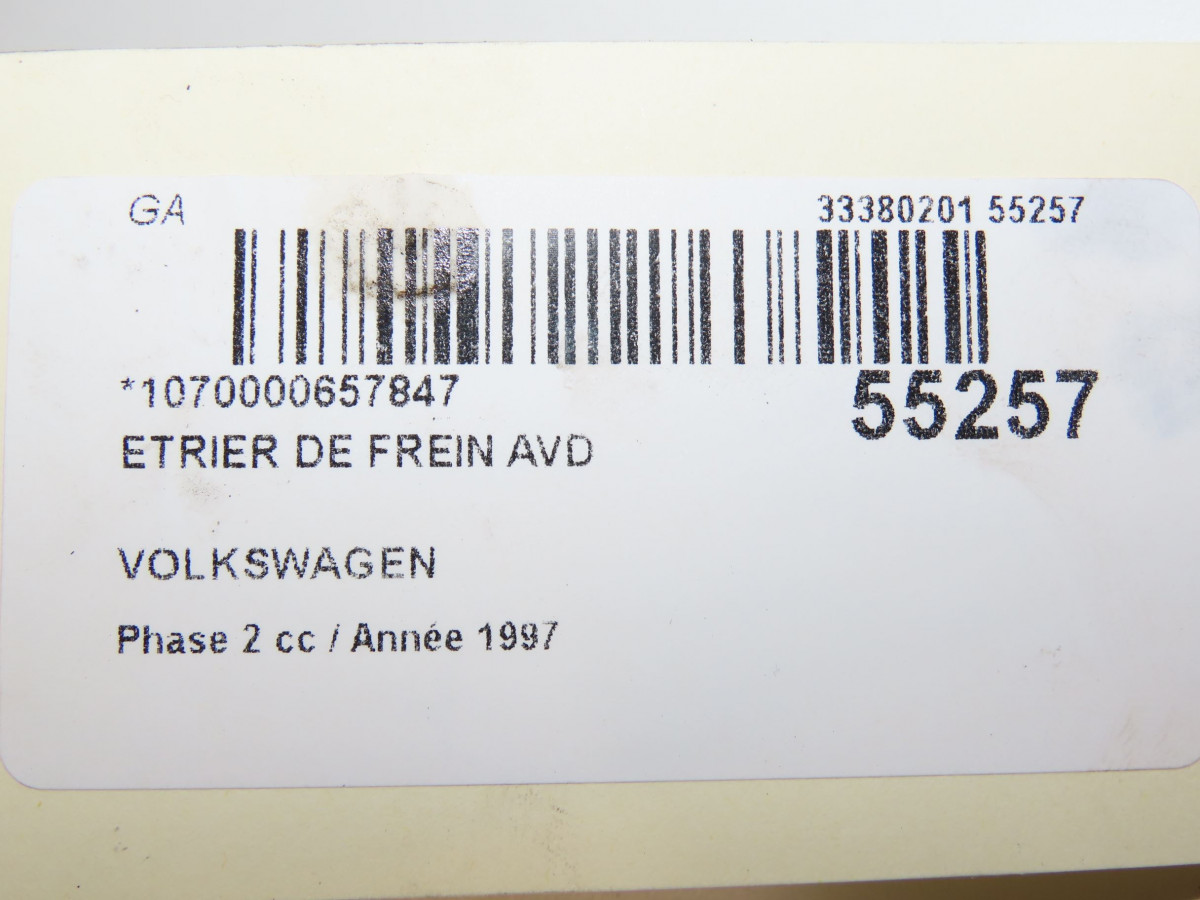 GA 33380201 55257
*1070000657847 55257
ETRIER DE FREIN AVD
VOLKSWAGEN
Phase 2 cc / Année 1997